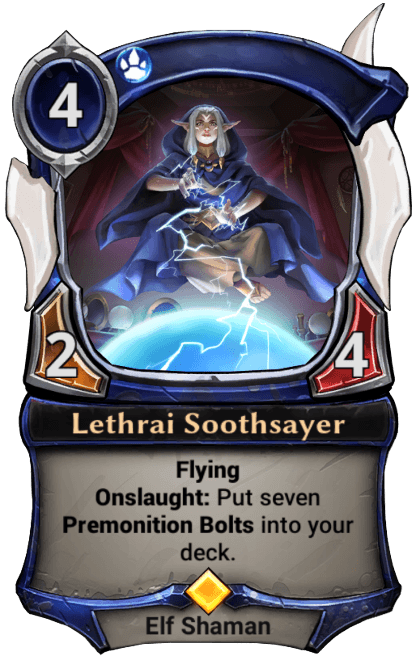 4
2
4
Lethrai Soothsayer
Flying
Onslaught: Put seven
Premonition Bolts into your
deck.
Elf Shaman